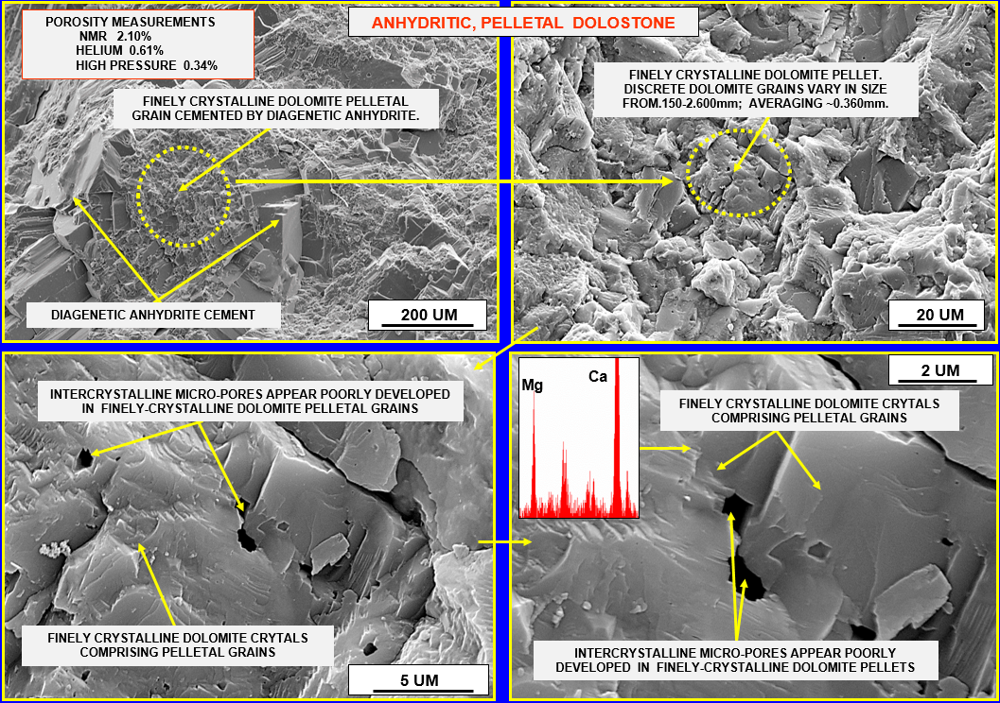 POROSITY MEASUREMENTS
NMR 2.10%
HELIUM 0.61%
HIGH PRESSURE 0.34%
ANHYDRITIC, PELLETAL DOLOSTONE
FINELY CRYSTALLINE DOLOMITE PELLETAL
GRAIN CEMENTED BY DIAGENETIC ANHYDRITE.
DIAGENETIC ANHYDRITE CEMENT
200 UM
FINELY CRYSTALLINE DOLOMITE PELLET.
DISCRETE DOLOMITE GRAINS VARY IN SIZE
FROM.150-2.600mm; AVERAGING ~0.360mm.
20 UM
INTERCRYSTALLINE MICRO-PORES APPEAR POORLY DEVELOPED
IN FINELY-CRYSTALLINE DOLOMITE PELLETAL GRAINS
FINELY CRYSTALLINE DOLOMITE CRYTALS
COMPRISING PELLETAL GRAINS
5 UM
Mg
Ca
2 UM
FINELY CRYSTALLINE DOLOMITE CRYTALS
COMPRISING PELLETAL GRAINS
INTERCRYSTALLINE MICRO-PORES APPEAR POORLY
DEVELOPED IN FINELY-CRYSTALLINE DOLOMITE PELLETS